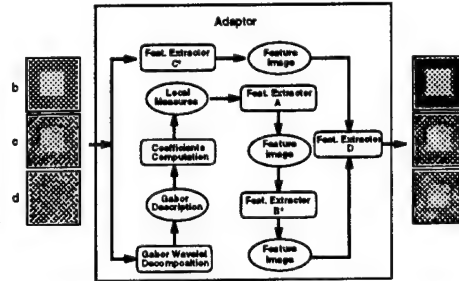 Adaptor
Feat. Extractor
C'
Feature
Image
b
Local
Measures
Feat. Extractor
A
c
Coefficients
Computation
Feature
Image
Feat. Extractor
D
d
Gabor
Description
Feat. Extractor
B'
Gabor Wavelet
Decomposition
Feature
Image